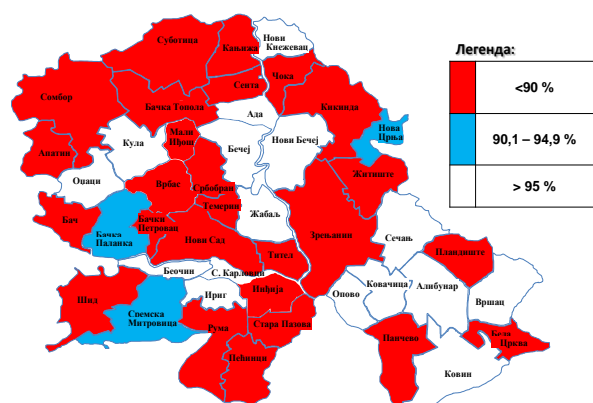 Нови
Кнежевац
Суботица
Кањижа
Легенда:
Чока
<90 %
Сента
Сомбор
Бачка Топола
Кикинда
Ада
Нова
Црња
90,1 – 94,9 %
Мали
Иђош
Нови Бечеј
Кула
Бечеј
Апатин
Житиште
Оџаци
Врбас
Србобран
> 95 %
Темерин
Жабаљ
Бач
Бачки
Петровац
Бачка
Паланка
Нови Сад
Зрењанин
Сечањ
Тител
Пландиште
Беочин
С. Карловци
Ковачица
Алибунар
Шид
Ириг
Инђија
Опово
Вршац
Сремска
Митровица
Рума
Стара Пазова
Панчево
Бела
Црква
Пећинци
Ковин